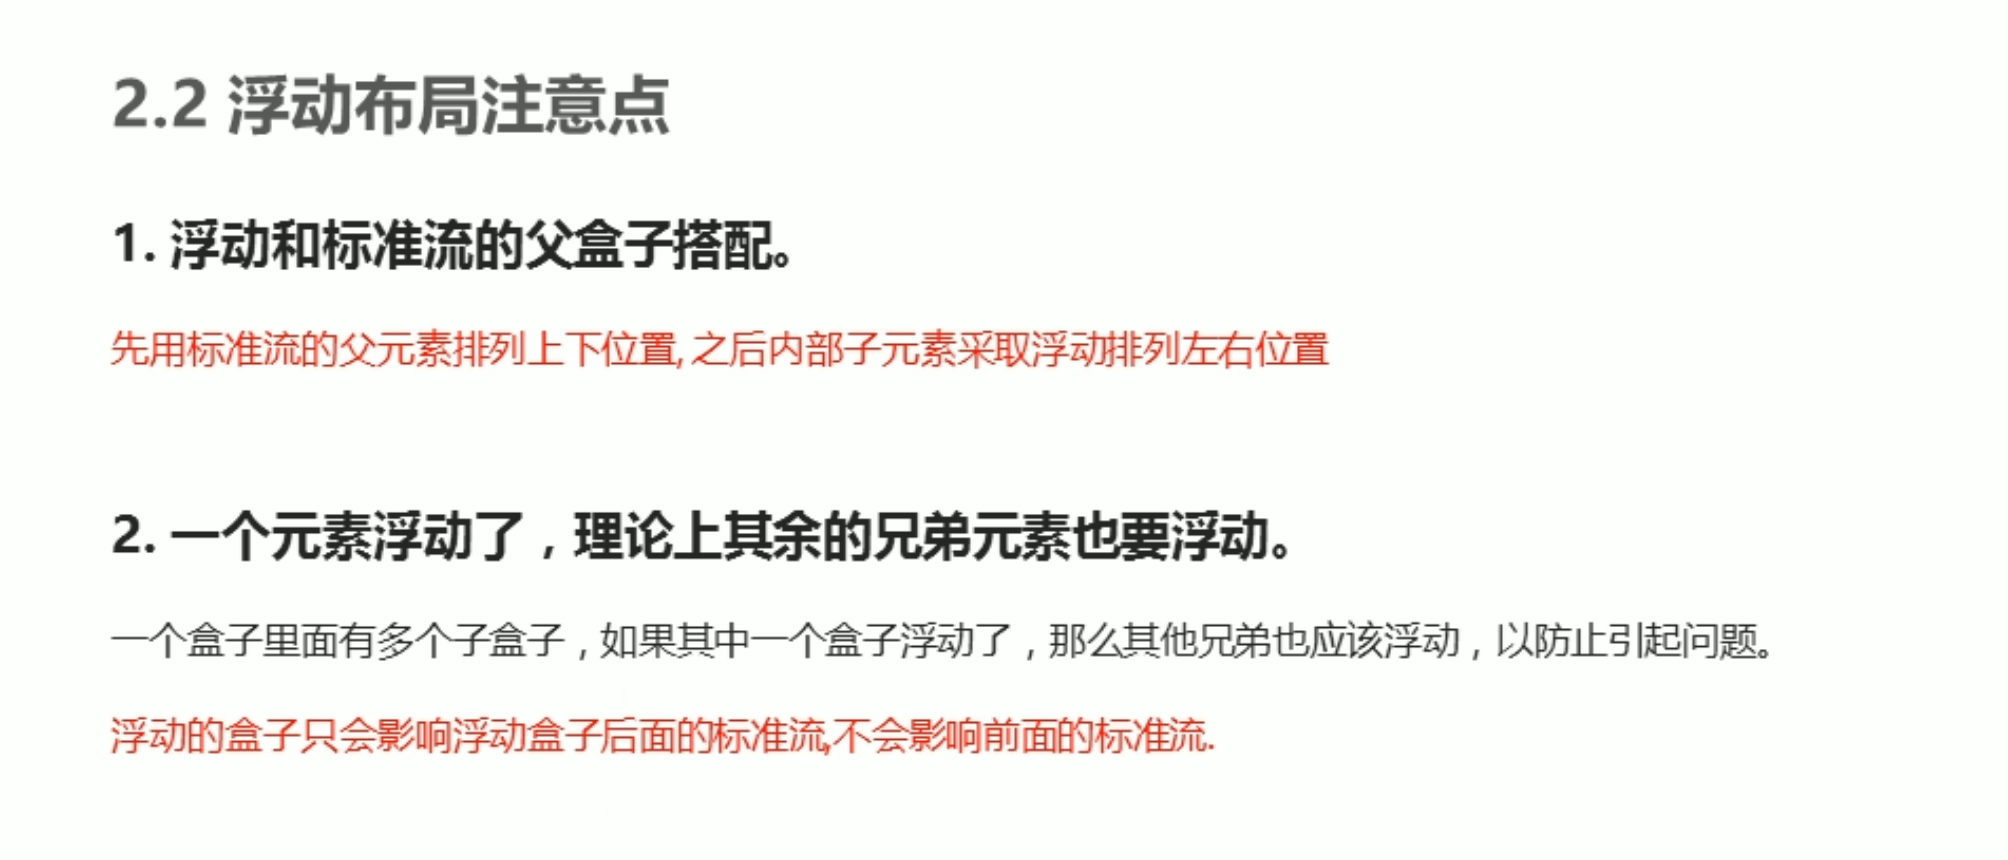 2.2 浮动布局注意点
1. 浮动和标准流的父盒子搭配。
先用标准流的父元素排列上下位置, 之后内部子元素采取浮动排列左右位置
2. 一个元素浮动了，理论上其余的兄弟元素也要浮动。
一个盒子里面有多个子盒子，如果其中一个盒子浮动了，那么其他兄弟也应该浮动，以防止引起问题。
浮动的盒子只会影响浮动盒子后面的标准流,不会影响前面的标准流.